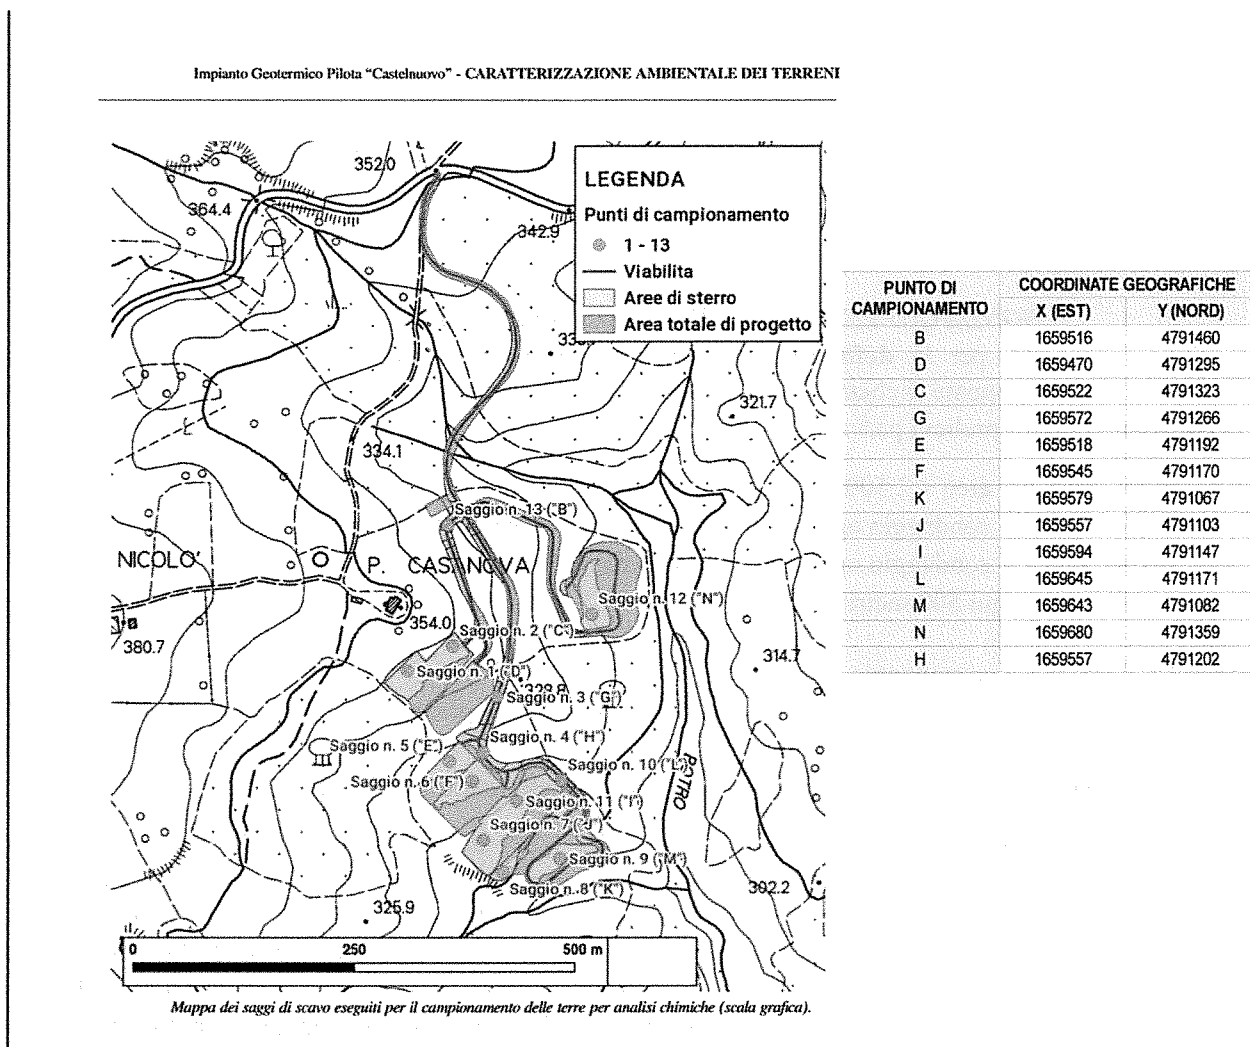 Impianto Geotermico Pilota “Castelnuovo” - CARATTERIZZAZIONE AMBIENTALE DEI TERRENI
352.0
364.4
342.9
LEGENDA
Punti di campionamento
1 - 13
Viabilita
Aree di sterro
Area totale di progetto
321.7
334.1
Saggio n. 13 ("B")
NICOLO'
P. CASANOVA
Saggio n. 12 ("N")
354.0
Saggio n. 2 ("C")
380.7
314.7
Saggio n. 1 ("D")
Saggio n. 3 ("G")
Saggio n. 4 ("H")
Saggio n. 5 ("E")
Saggio n. 10 ("L")
Saggio n. 6 ("F")
Saggio n. 11 ("I")
Saggio n. 7 ("J")
Saggio n. 9 ("M")
Saggio n. 8 ("K")
302.2
325.9
0 250 500 m
Mappa dei saggi di scavo eseguiti per il campionamento delle terre per analisi chimiche (scala grafica).
PUNTO DI CAMPIONAMENTO COORDINATE GEOGRAFICHE
X (EST) Y (NORD)
B 1659516 4791460
D 1659470 4791295
C 1659522 4791323
G 1659572 4791266
E 1659518 4791192
F 1659545 4791170
K 1659579 4791067
J 1659557 4791103
I 1659594 4791147
L 1659645 4791171
M 1659643 4791082
N 1659680 4791359
H 1659557 4791202